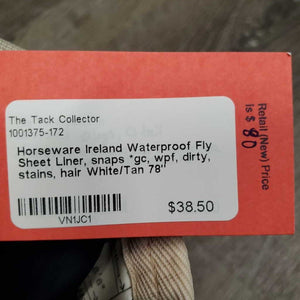 The Tack Collector
1001375-172
Horseware Ireland Waterproof Fly
Sheet Liner, snaps *gc, wpf, dirty,
stains, hair White/Tan 78"
VN1JC1
$38.50
Retail (New) Price
is $ 80